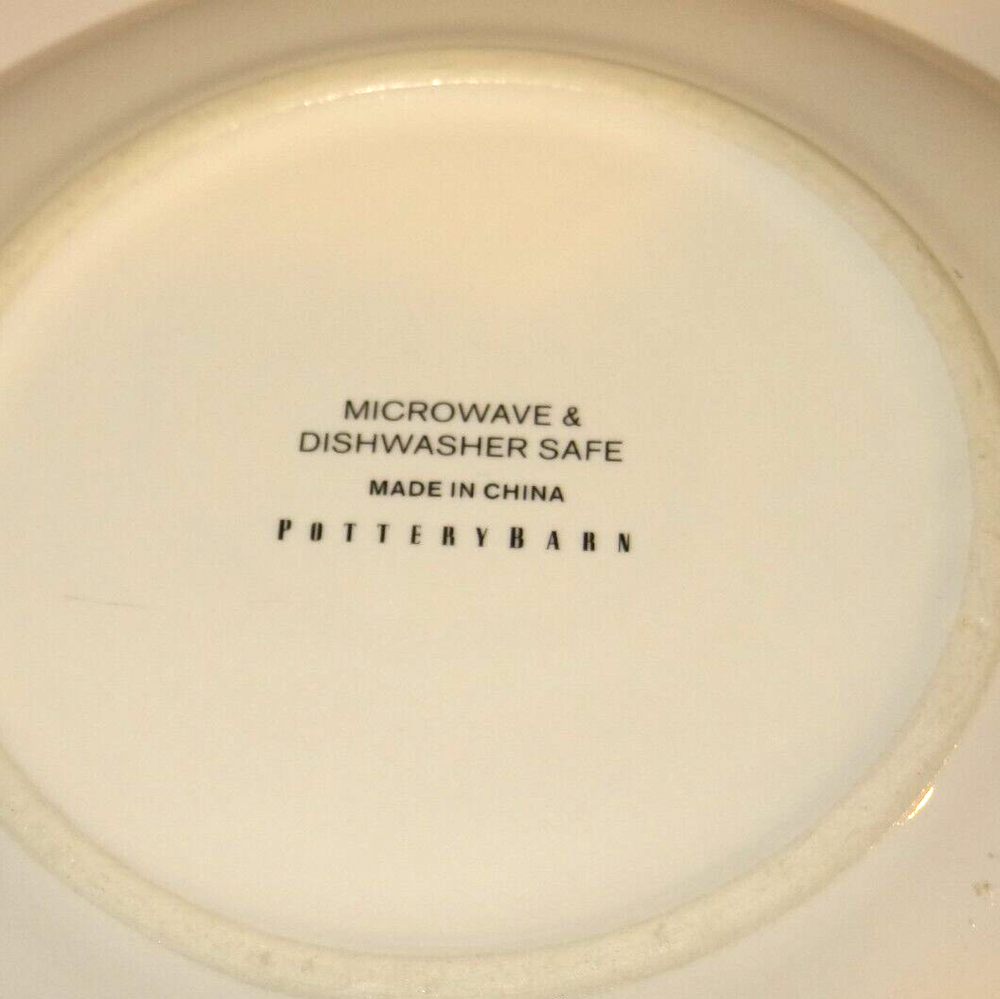 MICROWAVE &
DISHWASHER SAFE
MADE IN CHINA
POTTERYBARN